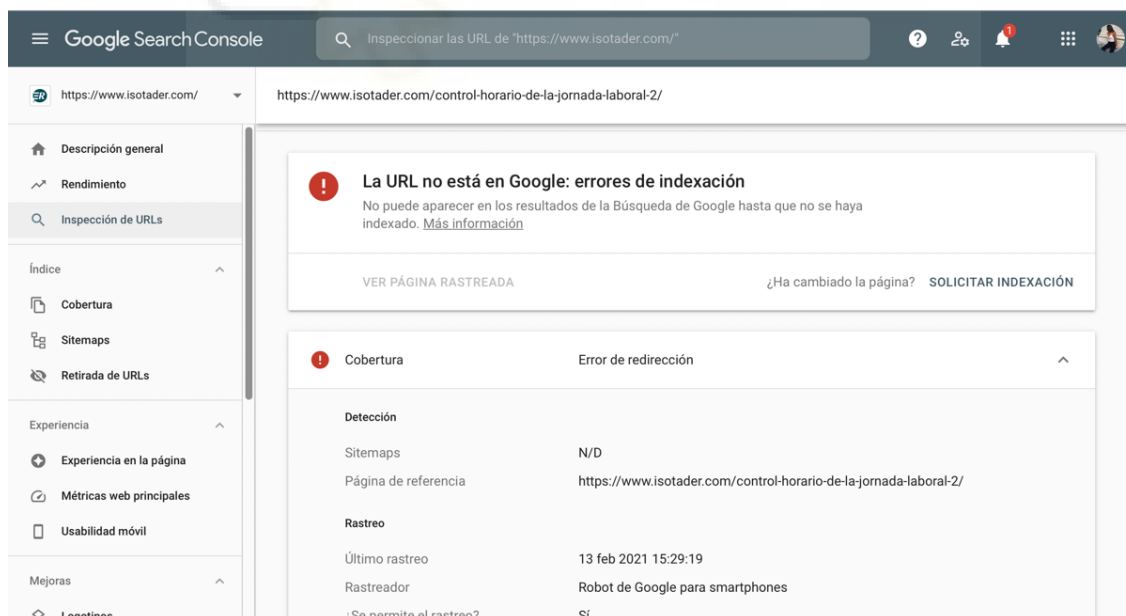 Google Search Console
Inspeccionar las URL de "https://www.isotader.com/"
1
https://www.isotader.com/
https://www.isotader.com/control-horario-de-la-jornada-laboral-2/
Descripción general
Rendimiento
Inspección de URLs
Índice
Cobertura
Sitemaps
Retirada de URLs
Experiencia
Experiencia en la página
Métricas web principales
Usabilidad móvil
Mejoras
Logotipos
La URL no está en Google: errores de indexación
No puede aparecer en los resultados de la Búsqueda de Google hasta que no se haya
indexado. Más información
VER PÁGINA RASTREADA
¿Ha cambiado la página? SOLICITAR INDEXACIÓN
Cobertura Error de redirección
Detección
Sitemaps N/D
Página de referencia https://www.isotader.com/control-horario-de-la-jornada-laboral-2/
Rastreo
Último rastreo 13 feb 2021 15:29:19
Rastreador Robot de Google para smartphones
¿Se permite el rastreo? Sí